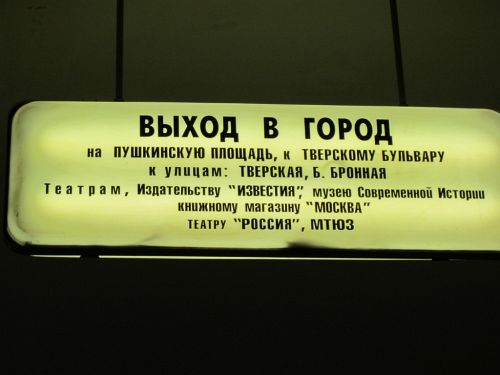 ВЫХОД В ГОРОД
на ПУШКИНСКУЮ ПЛОЩАДЬ, к ТВЕРСКОМУ БУЛЬВАРУ
к улицам: ТВЕРСКАЯ, Б. БРОННАЯ
Театрам, Издательству "ИЗВЕСТИЯ", музею Современной Истории
книжному магазину "МОСКВА"
ТЕАТРУ "РОССИЯ", МТЮЗ